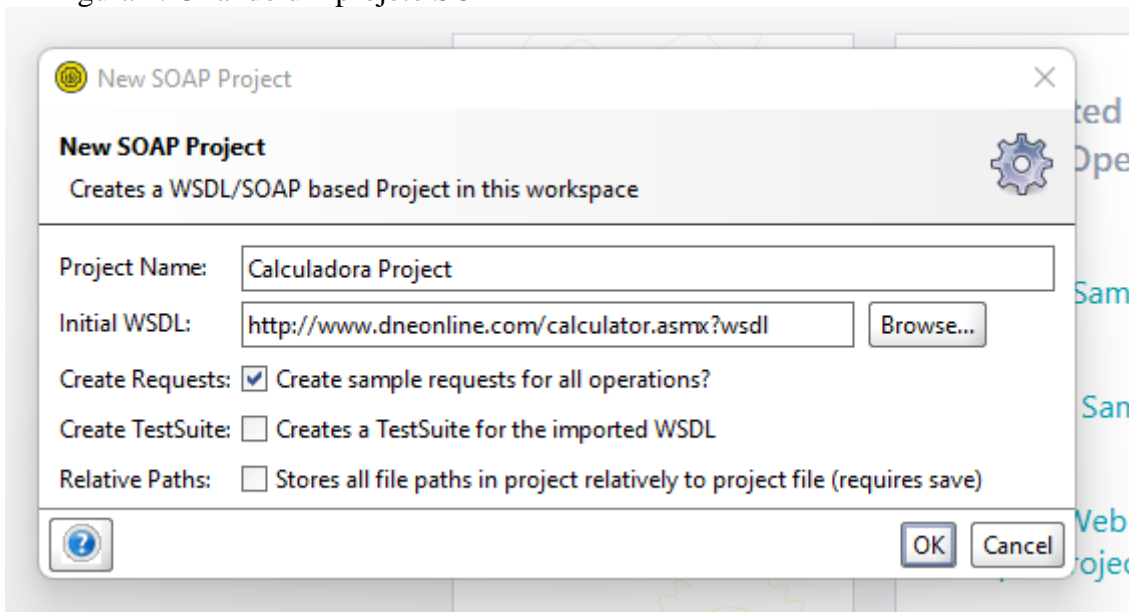 New SOAP Project
New SOAP Project
Creates a WSDL/SOAP based Project in this workspace
Project Name: Calculadora Project
Initial WSDL: http://www.dneonline.com/calculator.asmx?wsdl Browse...
Create Requests: Create sample requests for all operations?
Create TestSuite: Creates a TestSuite for the imported WSDL
Relative Paths: Stores all file paths in project relatively to project file (requires save)
OK Cancel